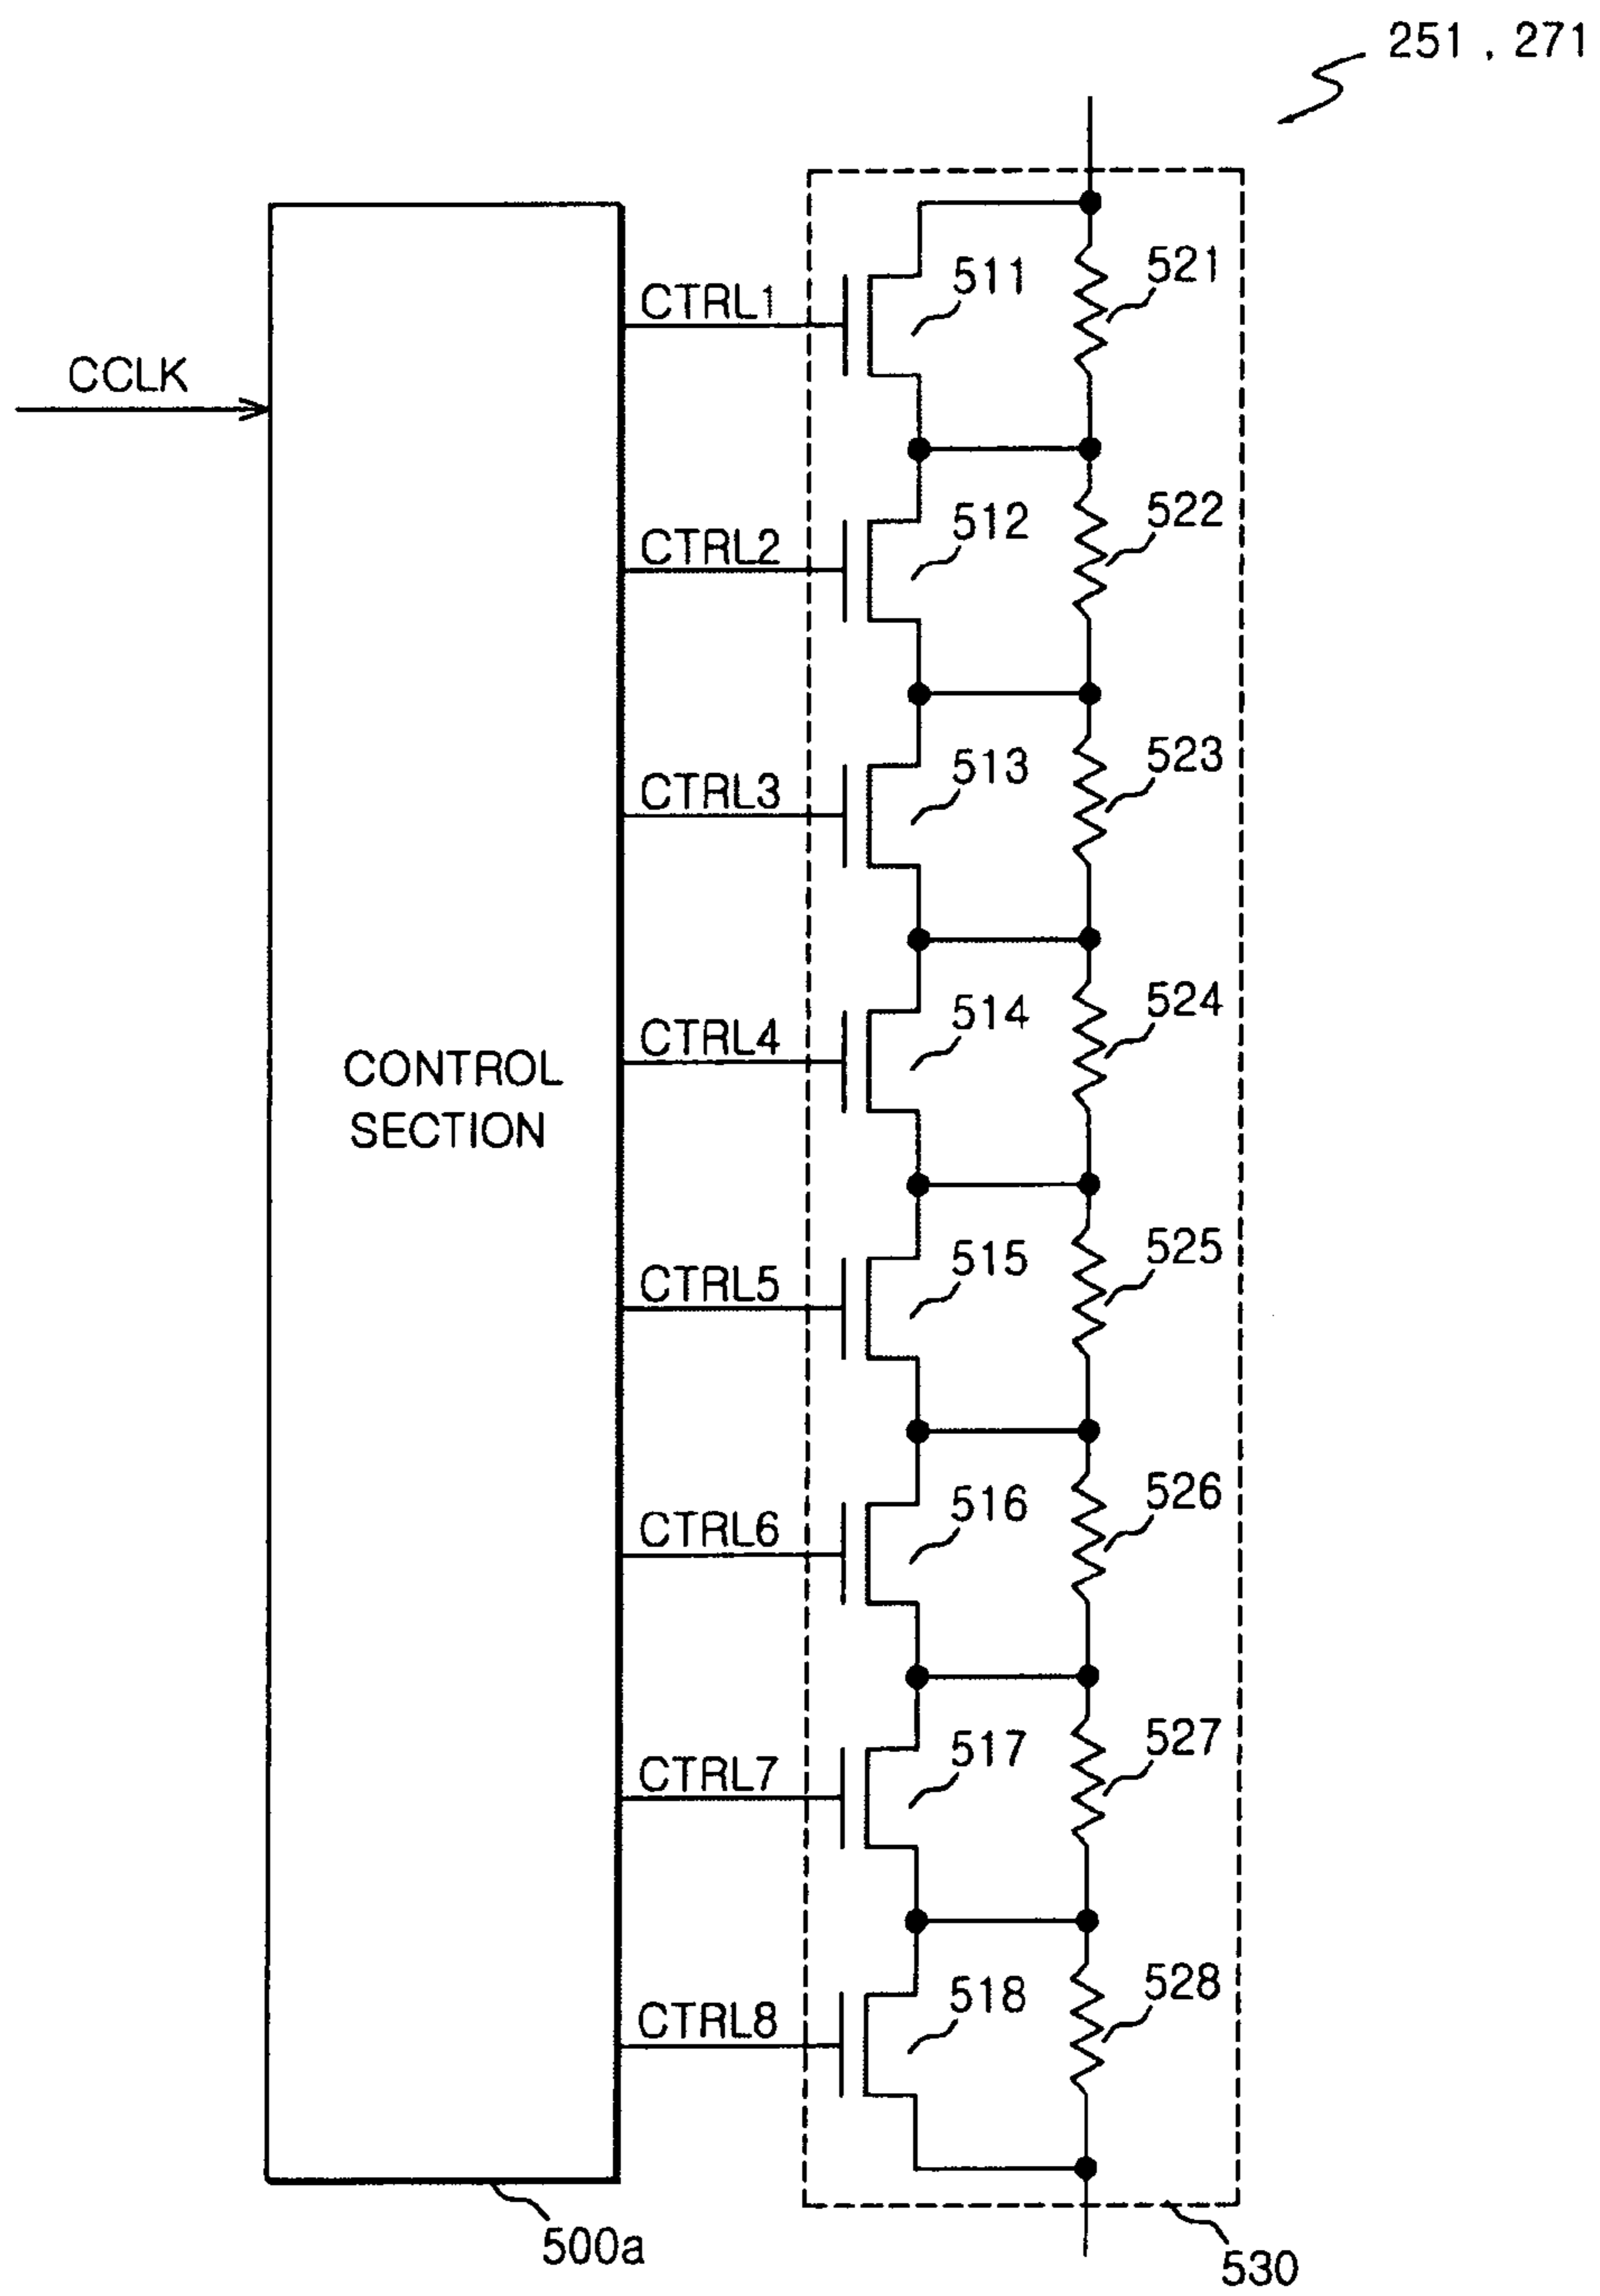 251 , 271
CTRL1
511
521
CCLK
CTRL2
512
522
CTRL3
513
523
CTRL4
514
524
CONTROL
SECTION
CTRL5
515
525
CTRL6
516
526
CTRL7
517
527
CTRL8
518
528
500a
530